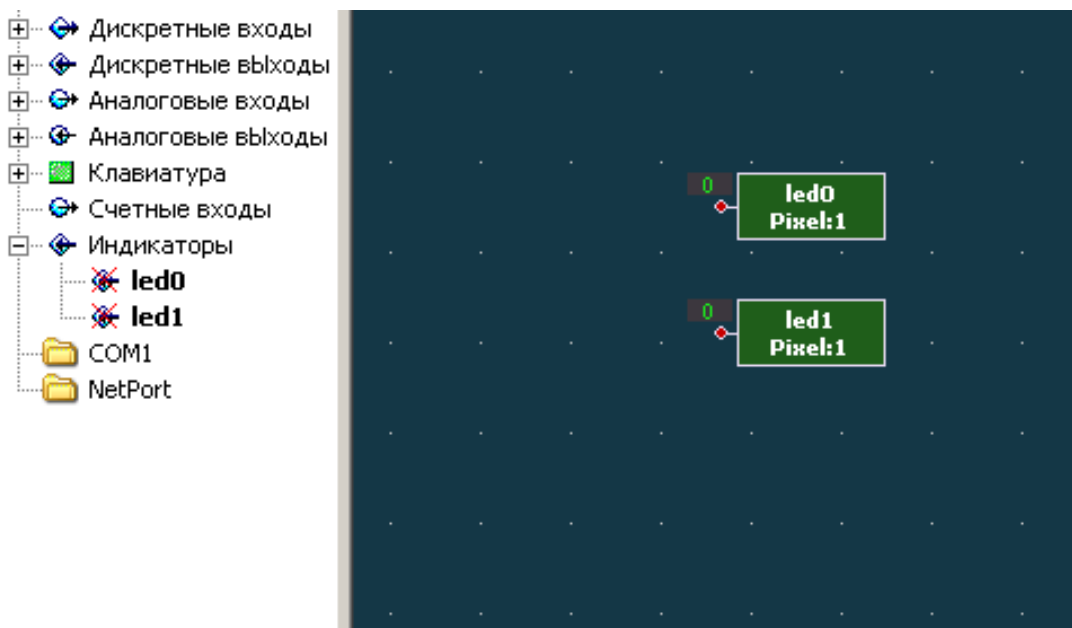 Дискретные входы
Дискретные выходы
Аналоговые входы
Аналоговые выходы
Клавиатура
Счетные входы
Индикаторы
led0
led1
COM1
NetPort
0
led0
Pixel:1
0
led1
Pixel:1